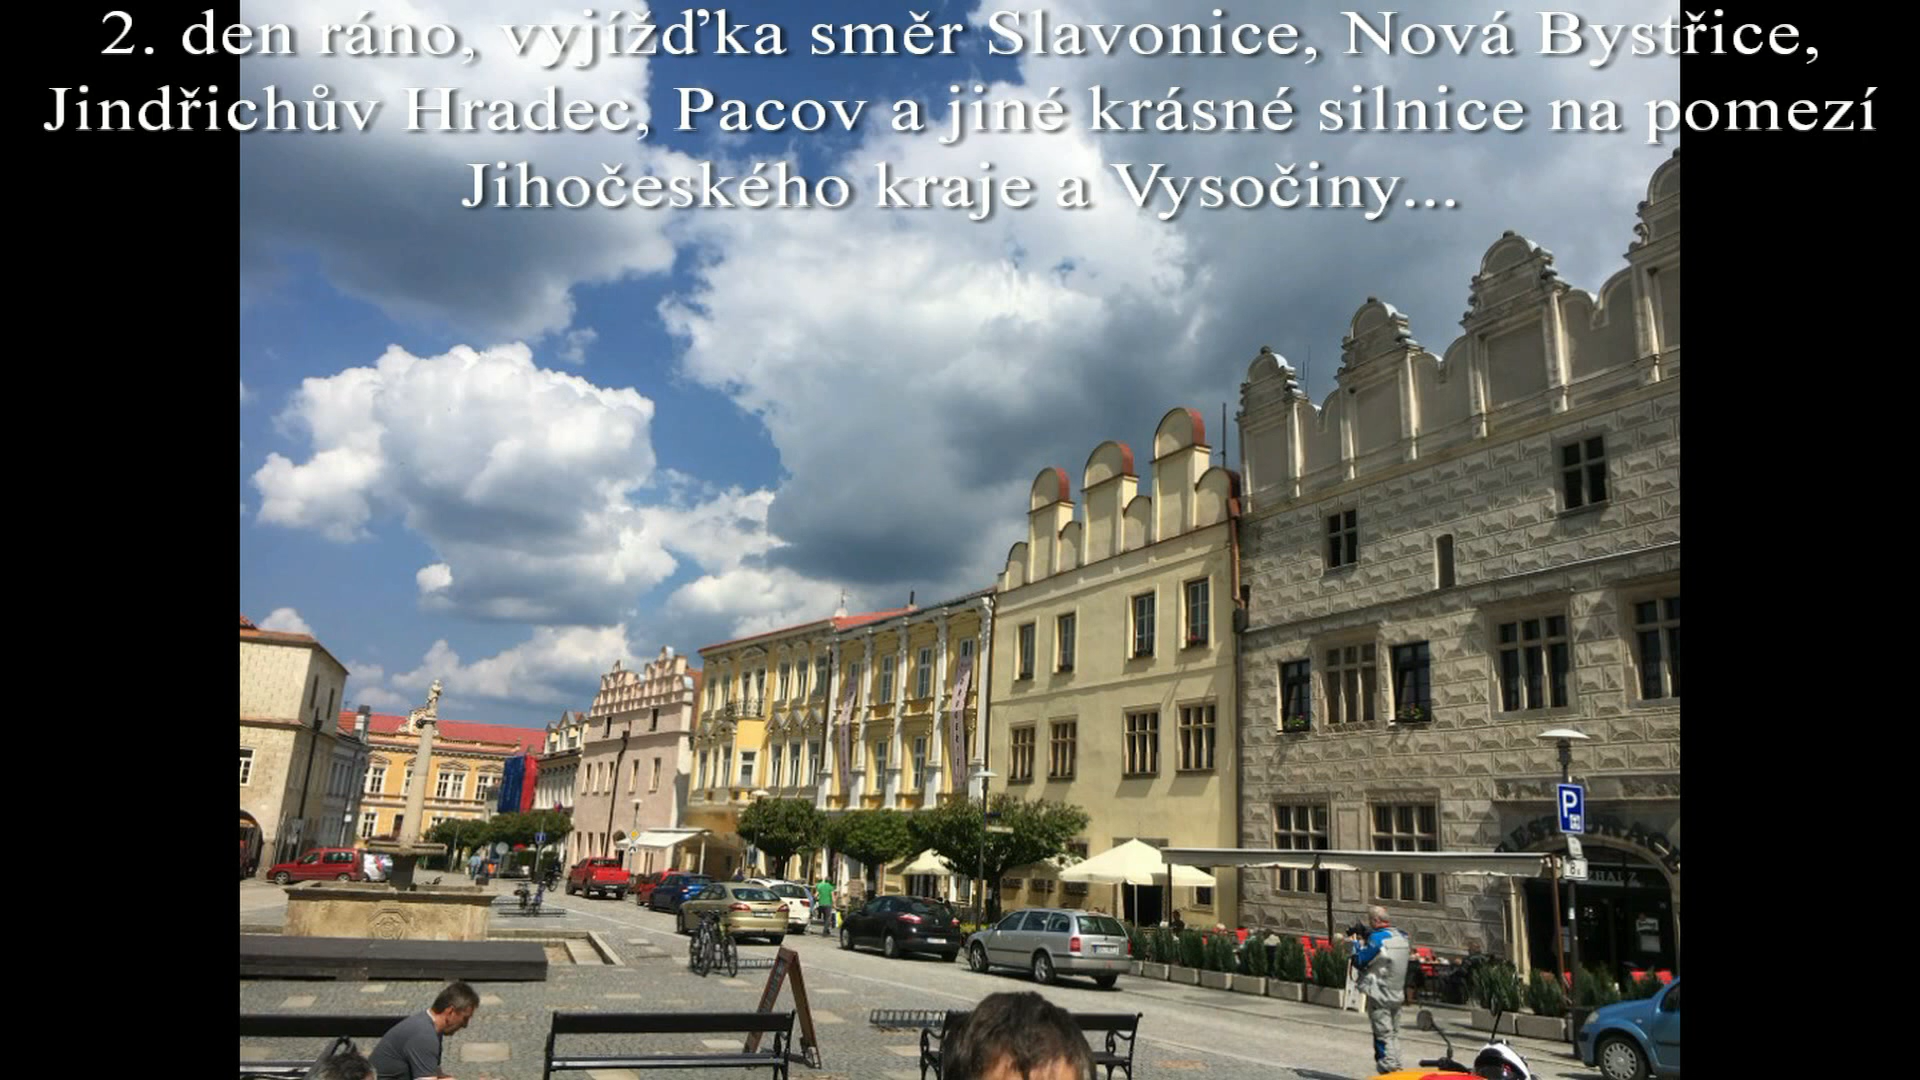 2. den ráno, vyjížďka směr Slavonice, Nová Bystřice,
Jindřichův Hradec, Pacov a jiné krásné silnice na pomezí
Jihočeského kraje a Vysočiny...
P